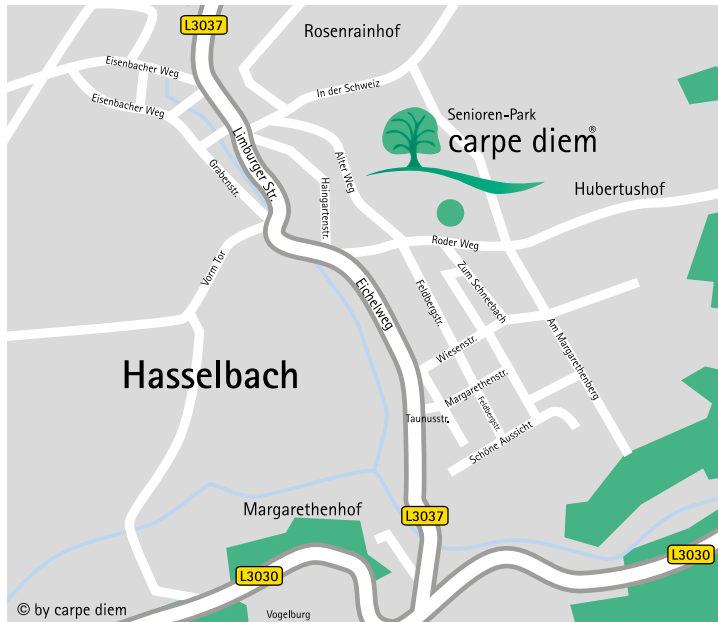 L3037
Rosenrainhof
Eisenbacher Weg
In der Schweiz
Eisenbacher Weg
Senioren-Park
carpe diem®
Limburger Str.
Alter Weg
Grabenstr.
Haingartenstr.
Hubertushof
Roder Weg
Vorm Tor
Zum Schneebach
Feldbergstr.
Eichelweg
Am Margarethenberg
Wiesenstr.
Hasselbach
Margarethenstr.
Feldbergstr.
Taunusstr.
Schöne Aussicht
Margarethenhof
L3037
L3030
L3030
© by carpe diem
Vogelburg